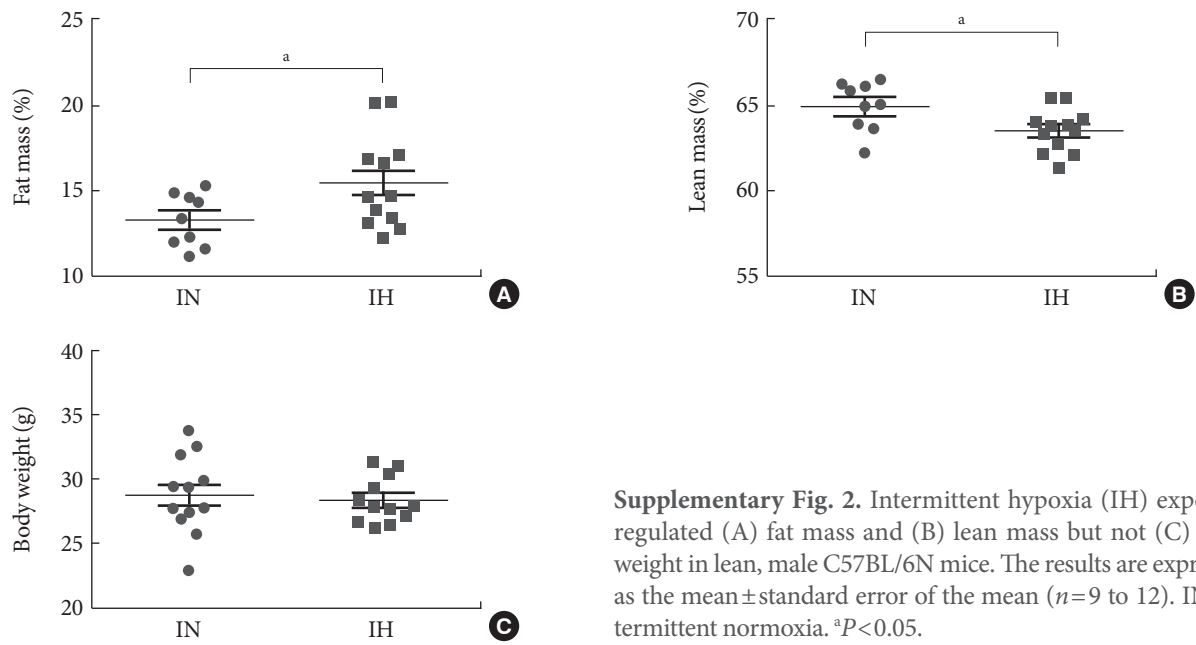 25
20
15
10
Fat mass (%)
a
IN
IH
A
70
65
60
55
Lean mass (%)
a
IN
IH
B
40
35
30
25
20
Body weight (g)
IN
IH
C
Supplementary Fig. 2. Intermittent hypoxia (IH) expo
regulated (A) fat mass and (B) lean mass but not (C)
weight in lean, male C57BL/6N mice. The results are expr
as the mean±standard error of the mean (n=9 to 12). IN
termittent normoxia. ᵃP<0.05.